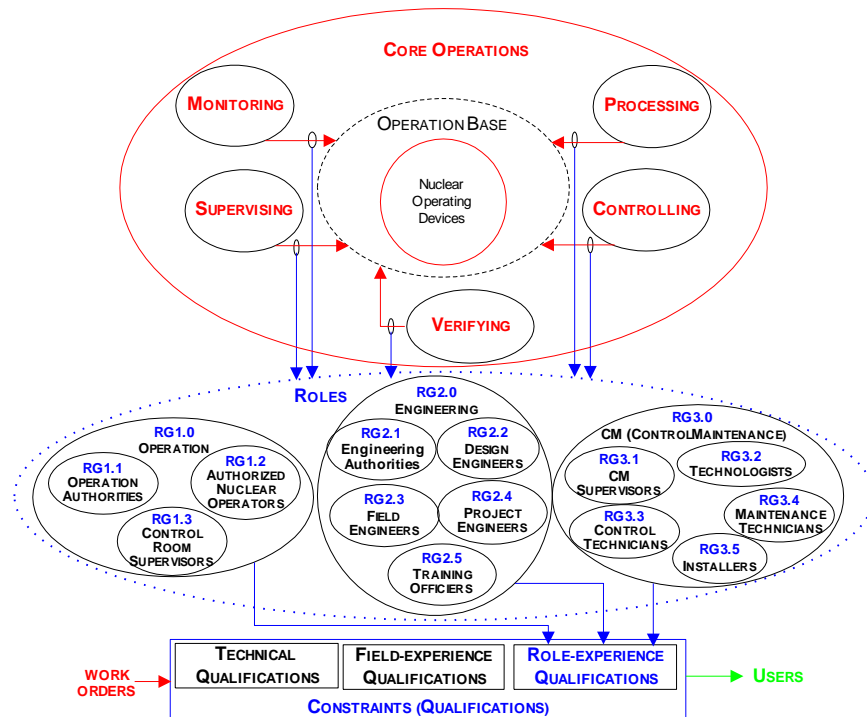 CORE OPERATIONS
MONITORING
PROCESSING
OPERATION BASE
Nuclear
Operating
Devices
SUPERVISING
CONTROLLING
VERIFYING
ROLES
RG1.0
OPERATION
RG1.1
OPERATION
AUTHORITIES
RG1.2
AUTHORIZED
NUCLEAR
OPERATORS
RG1.3
CONTROL
ROOM
SUPERVISORS
RG2.0
ENGINEERING
RG2.1
Engineering
Authorities
RG2.2
DESIGN
ENGINEERS
RG2.3
FIELD
ENGINEERS
RG2.4
PROJECT
ENGINEERS
RG2.5
TRAINING
OFFICIERS
RG3.0
CM (CONTROL MAINTENANCE)
RG3.1
CM
SUPERVISORS
RG3.2
TECHNOLOGISTS
RG3.3
CONTROL
TECHNICIANS
RG3.4
MAINTENANCE
TECHNICIANS
RG3.5
INSTALLERS
WORK
ORDERS
TECHNICAL
QUALIFICATIONS
FIELD-EXPERIENCE
QUALIFICATIONS
ROLE-EXPERIENCE
QUALIFICATIONS
USERS
CONSTRAINTS (QUALIFICATIONS)